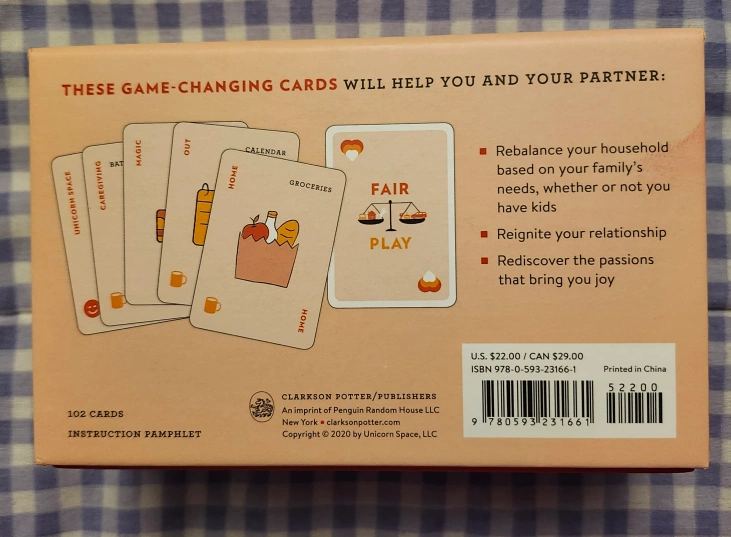 THESE GAME-CHANGING CARDS WILL HELP YOU AND YOUR PARTNER:
UNICORN SPACE
CAREGIVING
BAT
MAGIC
OUT
CALENDAR
HOME
GROCERIES
HOME
FAIR
PLAY
Rebalance your household
based on your family's
needs, whether or not you
have kids
Reignite your relationship
Rediscover the passions
that bring you joy
102 CARDS
INSTRUCTION PAMPHLET
CLARKSON POTTER/PUBLISHERS
An imprint of Penguin Random House LLC
New York ▪ clarksonpotter.com
Copyright © 2020 by Unicorn Space, LLC
U.S. $22.00 / CAN $29.00
ISBN 978-0-593-23166-1
Printed in China
52200
9 780593 231661